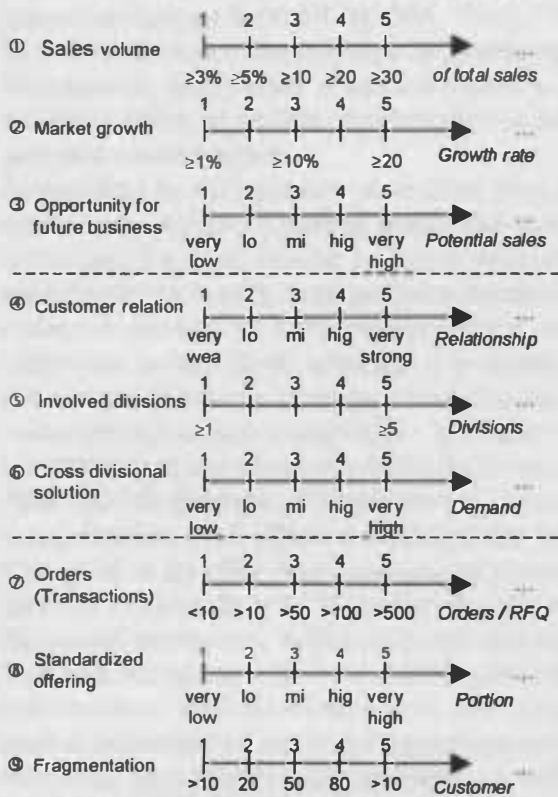 1 2 3 4 5
① Sales volume
≥3% ≥5% ≥10 ≥20 ≥30 of total sales
1 2 3 4 5
② Market growth
Growth rate
≥1% ≥10% ≥20
1 2 3 4 5
③ Opportunity for
future business
very lo mi hig very Potential sales
low high
1 2 3 4 5
④ Customer relation
very lo mi hig very Relationship
wea strong
1 2 3 4 5
⑤ Involved divisions
≥1 ≥5 Divisions
1 2 3 4 5
⑥ Cross divisional
solution
very lo mi hig very Demand
low high
1 2 3 4 5
⑦ Orders
(Transactions)
<10 >10 >50 >100 >500 Orders / RFQ
1 2 3 4 5
⑧ Standardized
offering
very lo mi hig very Portion
low high
1 2 3 4 5
⑨ Fragmentation
>10 20 50 80 >10 Customer